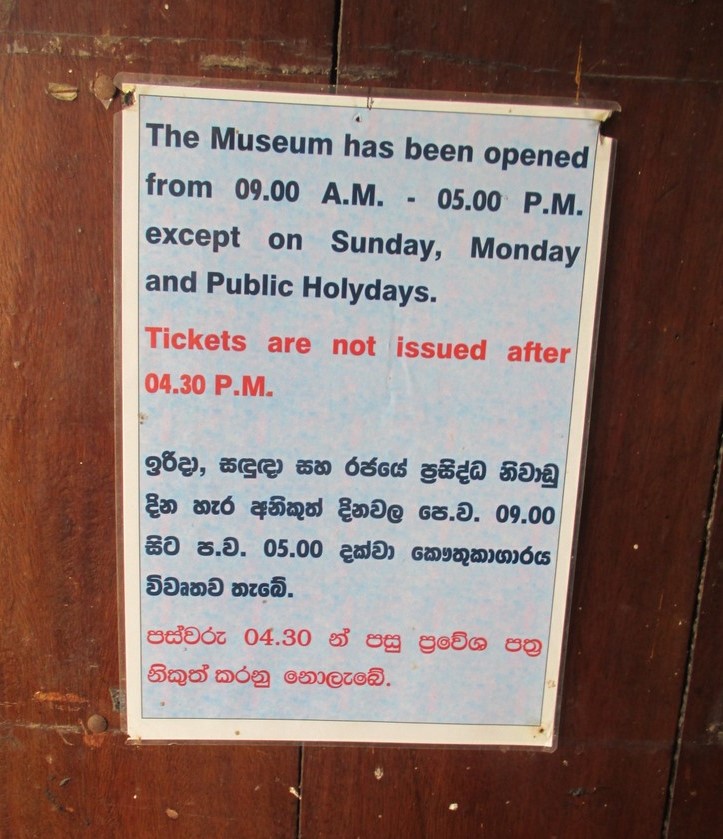 The Museum has been opened
from 09.00 A.M. - 05.00 P.M.
except on Sunday, Monday
and Public Holydays.
Tickets are not issued after
04.30 P.M.
ඉරිදා, සඳුදා සහ රජයේ ප්‍රසිද්ධ නිවාඩු
දින හැර අනිකුත් දිනවල පෙ.ව. 09.00
සිට ප.ව. 05.00 දක්වා කෞතුකාගාරය
විවෘතව තැබේ.
පස්වරු 04.30 න් පසු ප්‍රවේශ පත්‍ර
නිකුත් කරනු නොලැබේ.